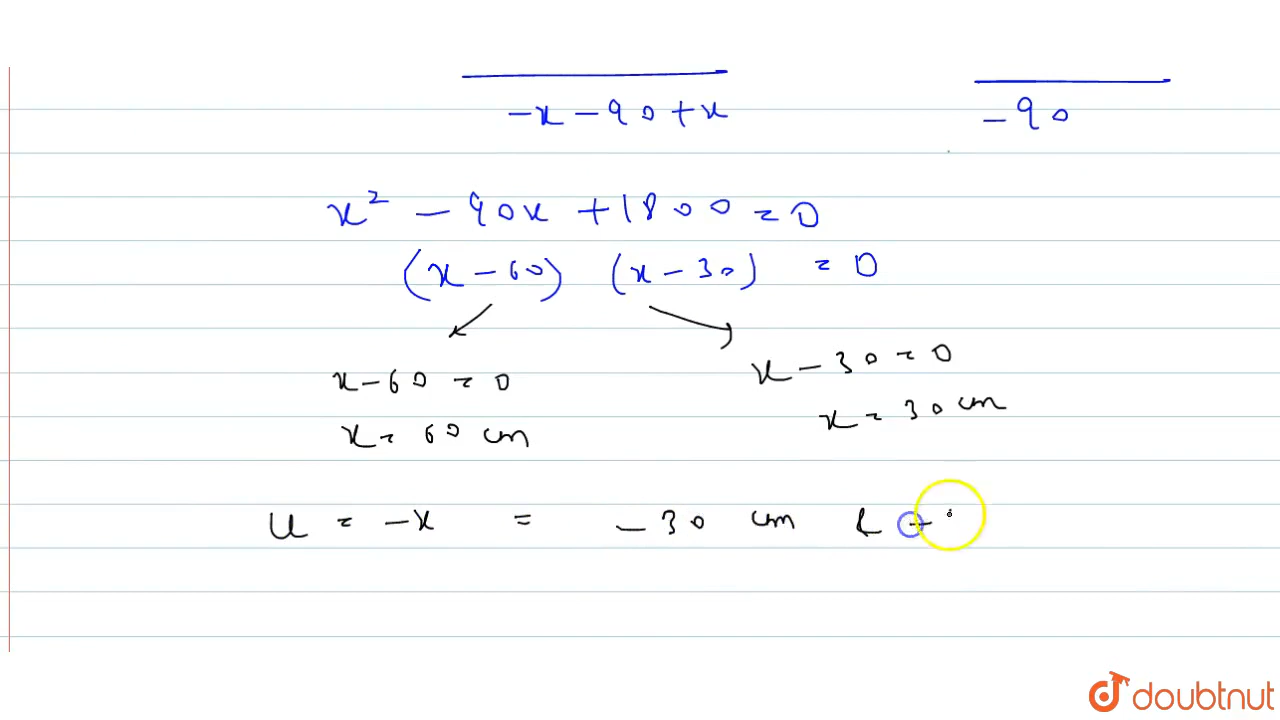 -x-90+x -90
x² - 90x + 1800 = 0
(x-60) (x-30) = 0
x-60 = 0 x-30 = 0
x = 60 cm x = 30 cm
u = -x = -30 cm & -
doubtnut